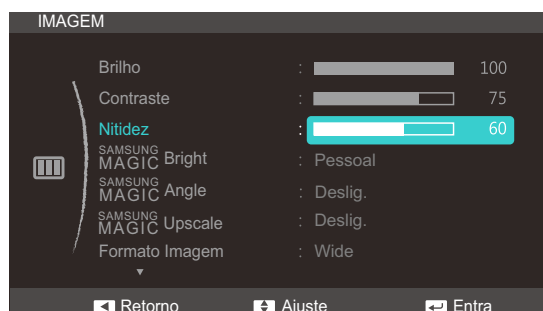 IMAGEM
Brilho : 100
Contraste : 75
Nitidez : 60
SAMSUNG MAGIC Bright : Pessoal
SAMSUNG MAGIC Angle : Deslig.
SAMSUNG MAGIC Upscale : Deslig.
Formato Imagem : Wide
Retorno Ajuste Entra